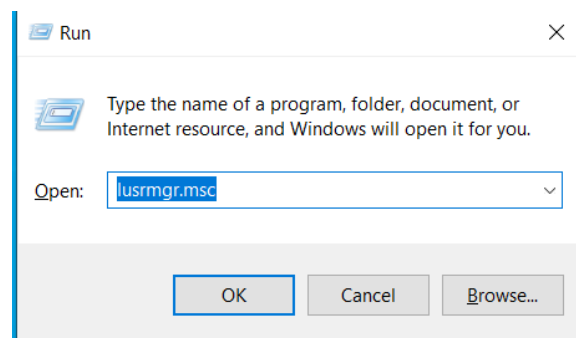 Run
Type the name of a program, folder, document, or
Internet resource, and Windows will open it for you.
Open: lusrmgr.msc
OK Cancel Browse...